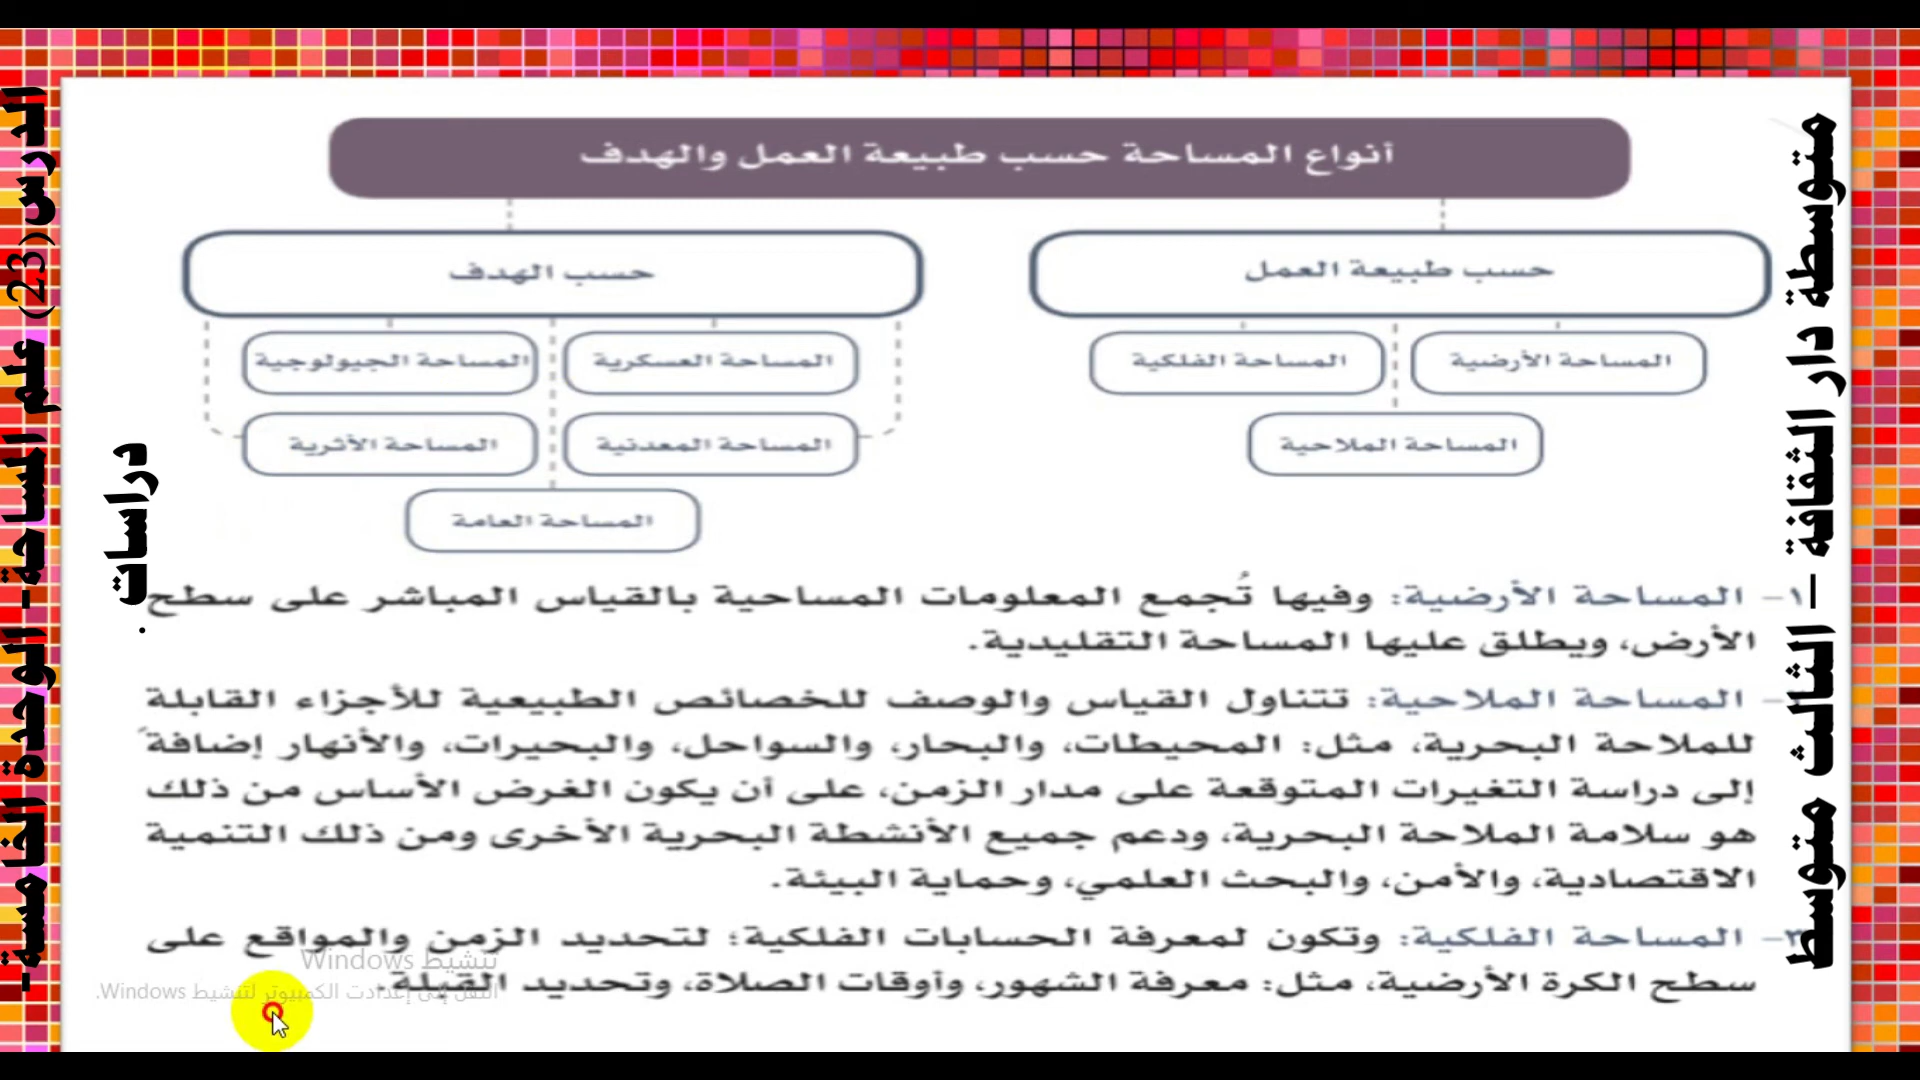 أنواع المساحة حسب طبيعة العمل والهدف
حسب طبيعة العمل
حسب الهدف
المساحة الأرضية
المساحة الفلكية
المساحة الملاحية
المساحة العسكرية
المساحة الجيولوجية
المساحة المعدنية
المساحة الأثرية
المساحة العامة
١- المساحة الأرضية: وفيها تُجمع المعلومات المساحية بالقياس المباشر على سطح
الأرض، ويطلق عليها المساحة التقليدية.
- المساحة الملاحية: تتناول القياس والوصف للخصائص الطبيعية للأجزاء القابلة
للملاحة البحرية، مثل: المحيطات، والبحار، والسواحل، والبحيرات، والأنهار إضافةً
إلى دراسة التغيرات المتوقعة على مدار الزمن، على أن يكون الغرض الأساس من ذلك
هو سلامة الملاحة البحرية، ودعم جميع الأنشطة البحرية الأخرى ومن ذلك التنمية
الاقتصادية، والأمن، والبحث العلمي، وحماية البيئة.
٣- المساحة الفلكية: وتكون لمعرفة الحسابات الفلكية؛ لتحديد الزمن والمواقع على
سطح الكرة الأرضية، مثل: معرفة الشهور، وأوقات الصلاة، وتحديد القبلة.
متوسطة دار الثقافة – الثالث متوسط
الدرس(23) علم المساحة- الوحدة الخامسة-
دراسات .
تنشيط Windows
انتقل إلى إعدادات الكمبيوتر لتنشيط Windows.